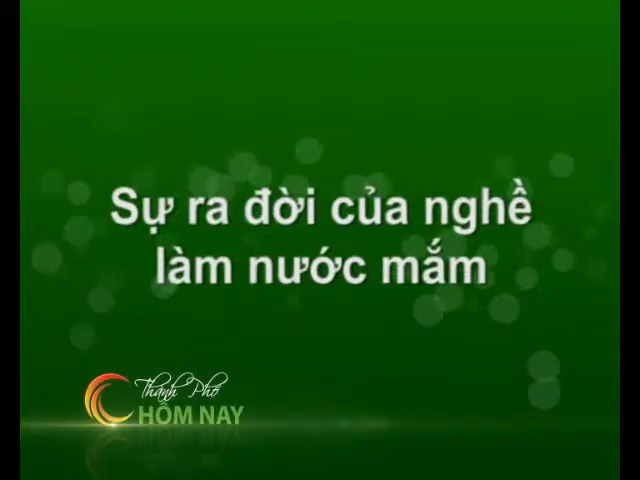 Sự ra đời của nghề
làm nước mắm
Thành Phố
HÔM NAY